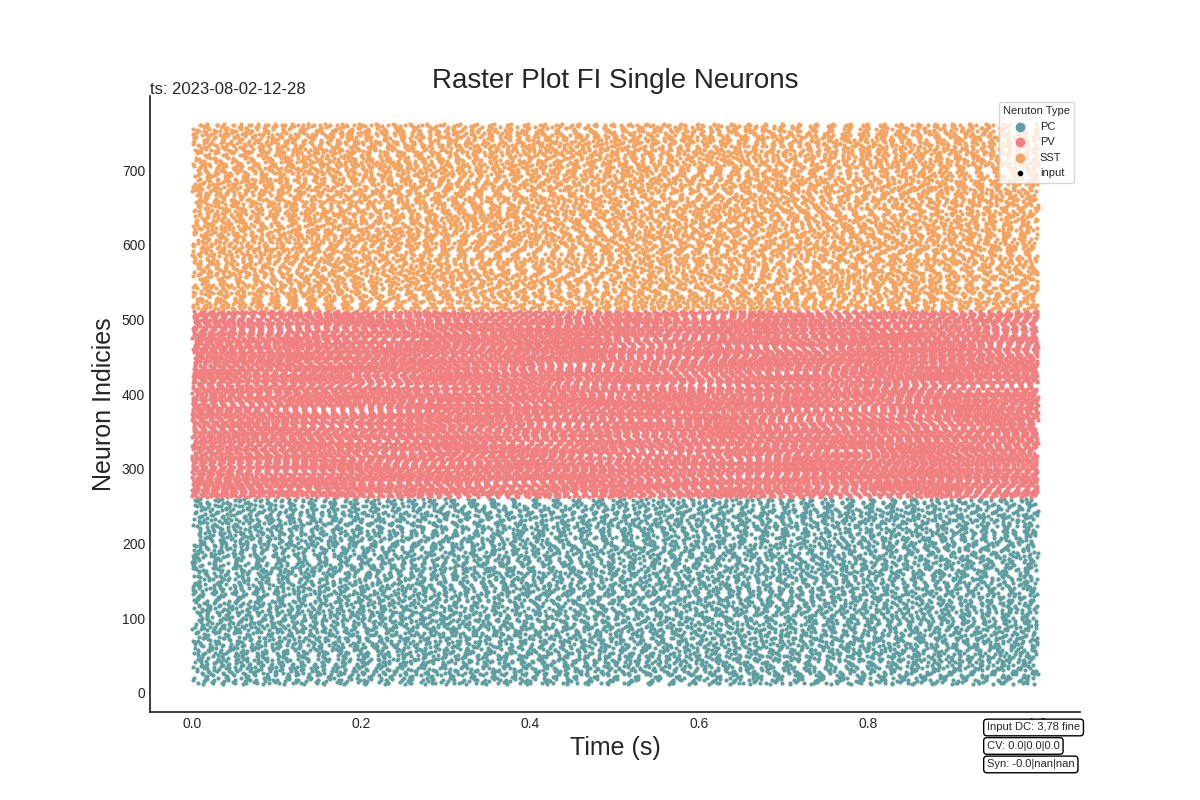 Raster Plot FI Single Neurons
ts: 2023-08-02-12-28
Neruton Type
PC
PV
SST
input
Neuron Indicies
700
600
500
400
300
200
100
0
0.0 0.2 0.4 0.6 0.8
Time (s)
Input DC: 3,78 fine
CV: 0.0|0.0|0.0
Syn: -0.0|nan|nan